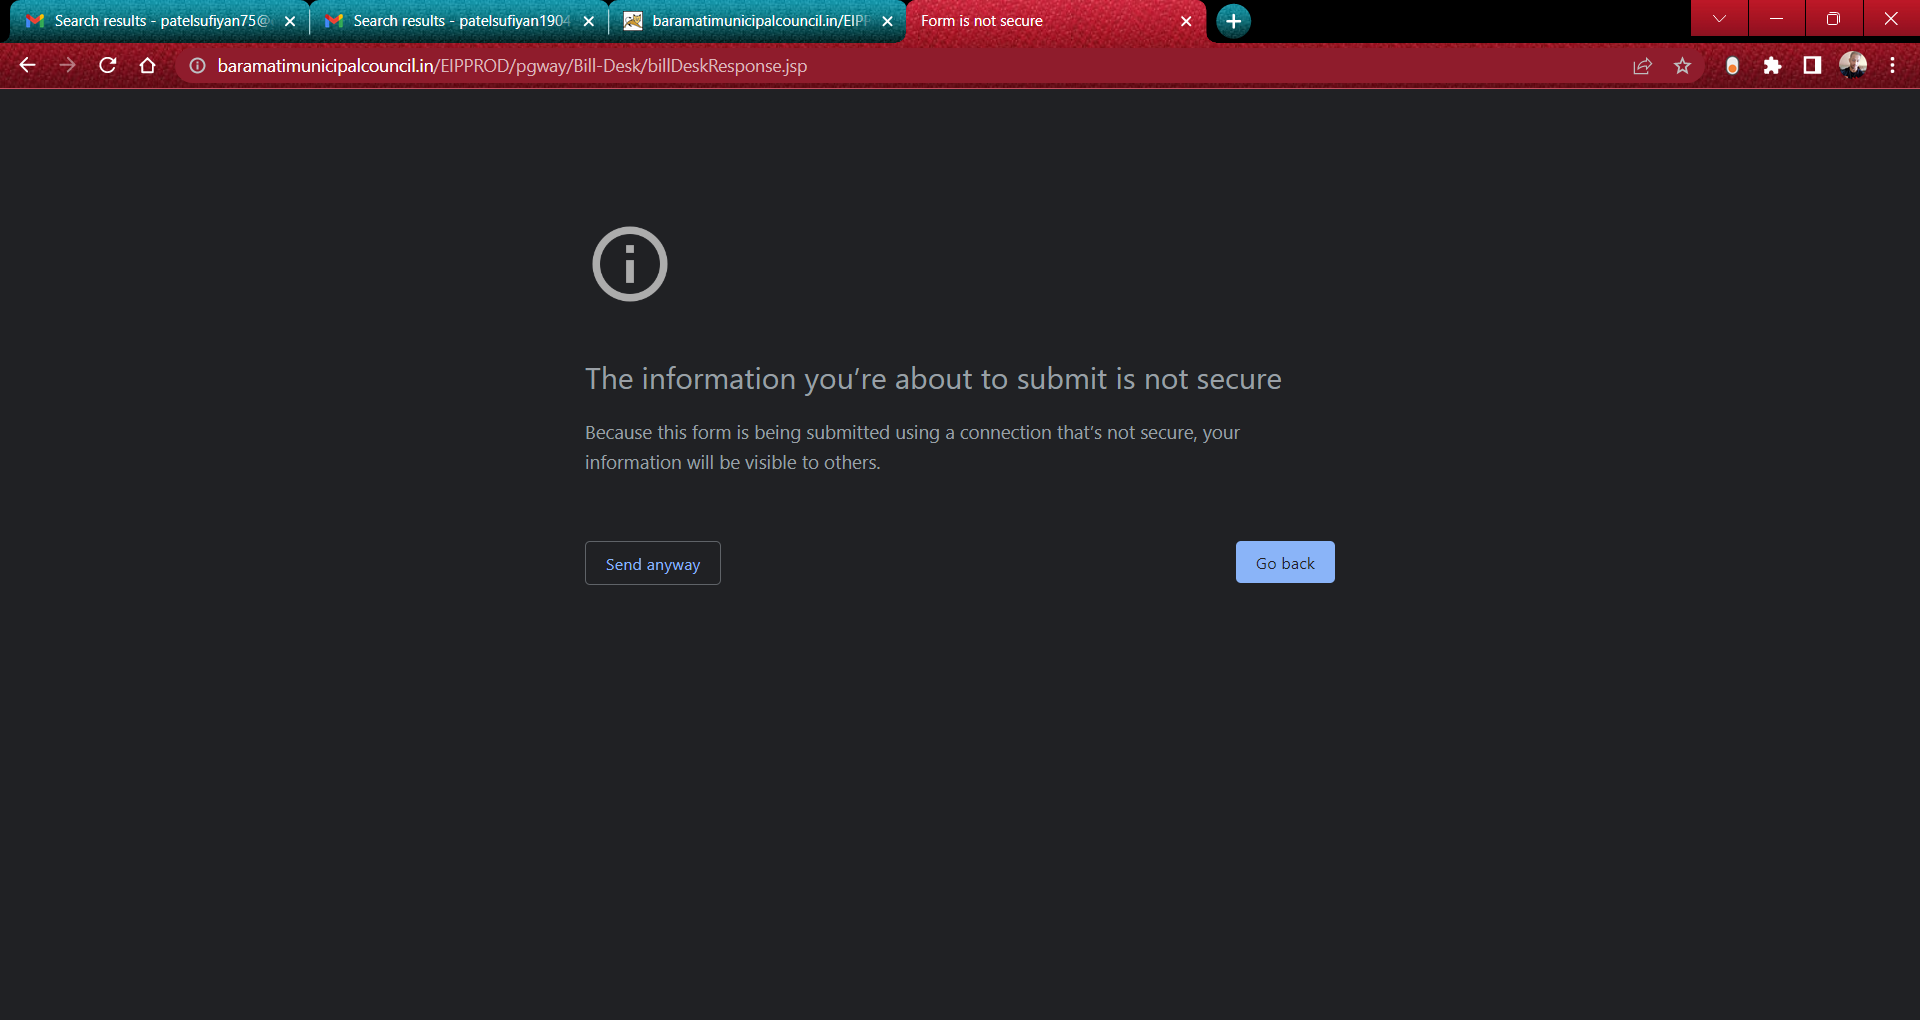 Search results - patelsufiyan75@
Search results - patelsufiyan1904
baramatimunicipalcouncil.in/EIPP
Form is not secure
baramatimunicipalcouncil.in/EIPPROD/pgway/Bill-Desk/billDeskResponse.jsp
The information you’re about to submit is not secure
Because this form is being submitted using a connection that’s not secure, your
information will be visible to others.
Send anyway
Go back